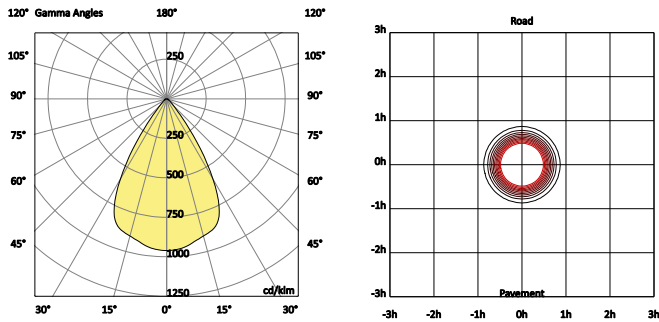 120° Gamma Angles 180° 120°
105° 250 105°
90° 90°
75° 250 75°
60° 500 60°
45° 750 45°
1000
1250 cd/klm
30° 15° 0° 15° 30°
Road
3h
2h
1h
0h
-1h
-2h
-3h
Pavement
-3h -2h -1h 0h 1h 2h 3h